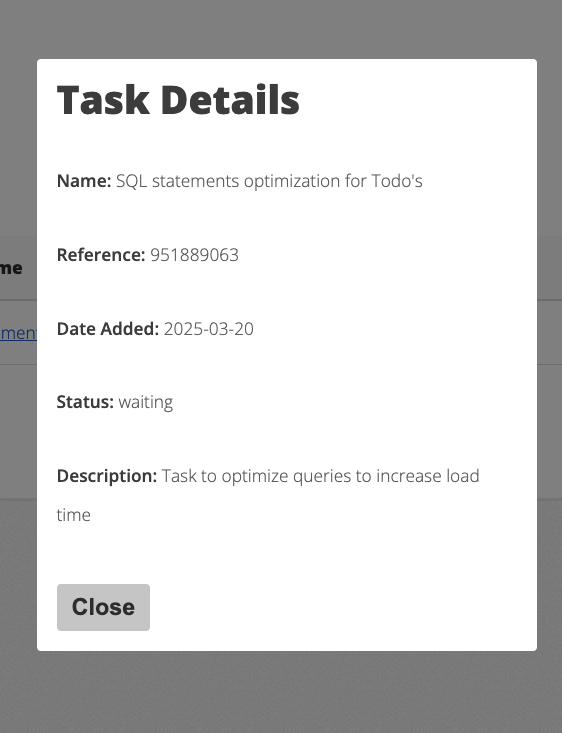 Task Details
Name: SQL statements optimization for Todo's
Reference: 951889063
me
Date Added: 2025-03-20
ment
Status: waiting
Description: Task to optimize queries to increase load
time
Close